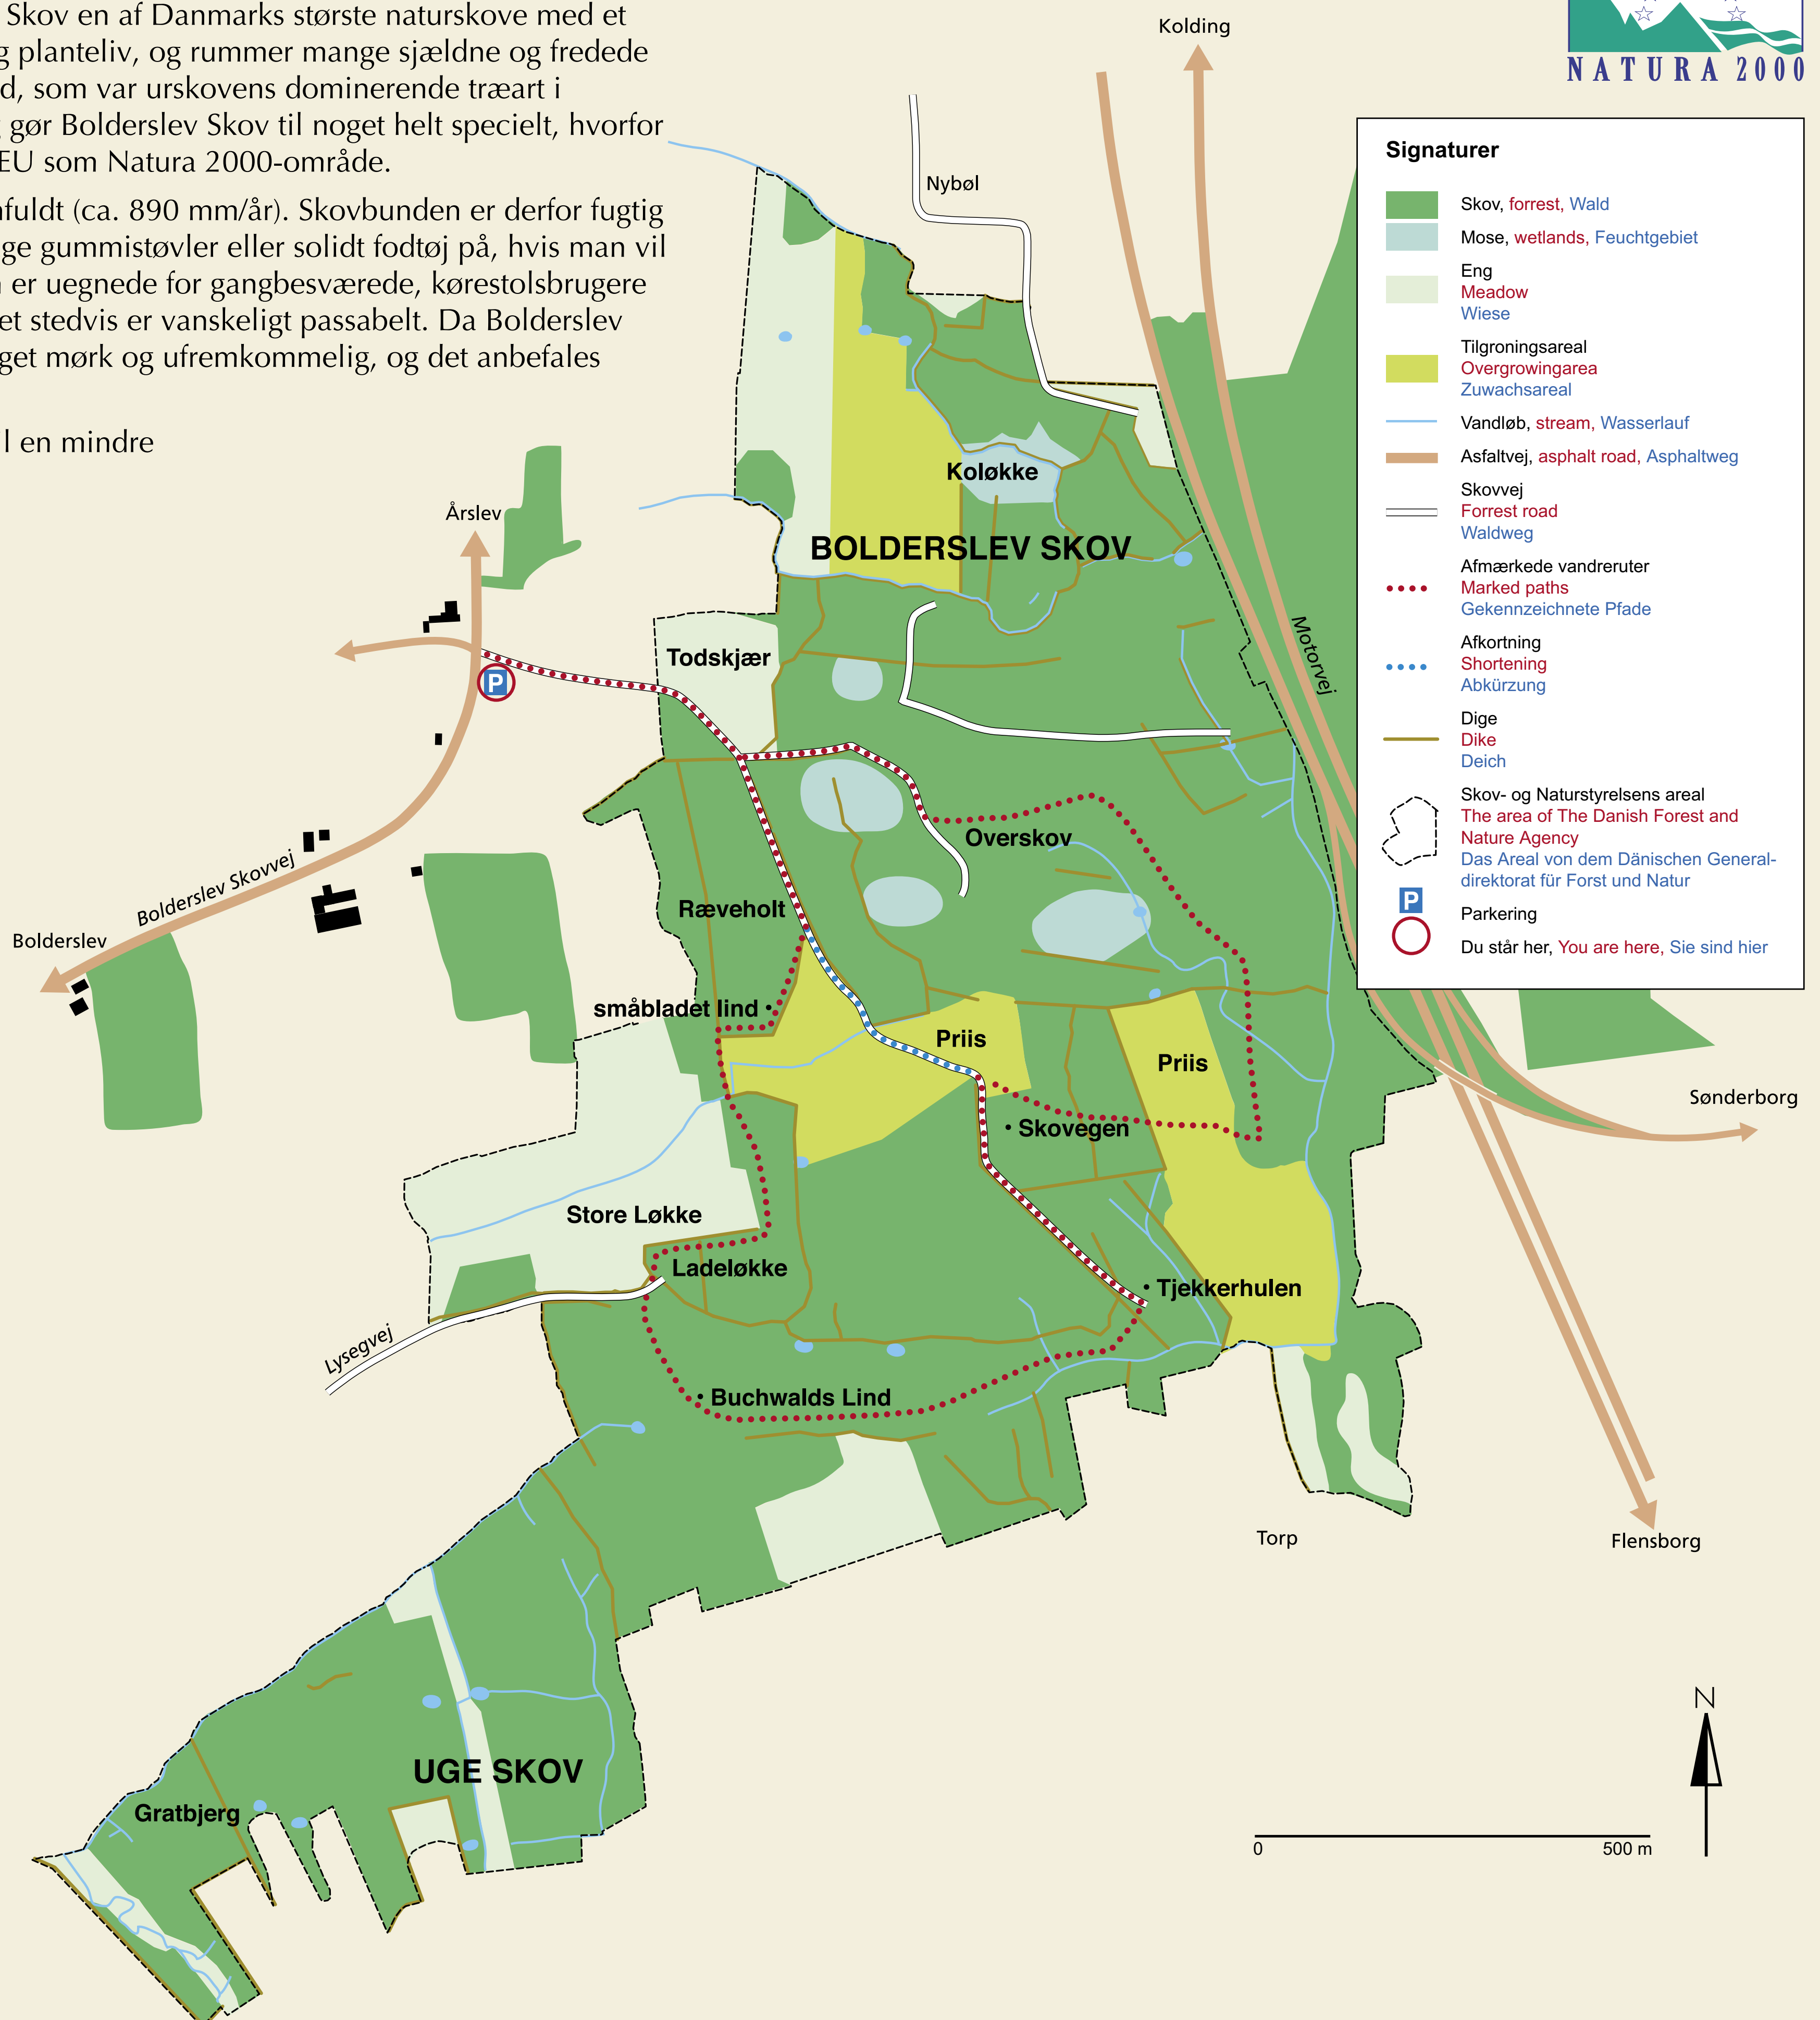 Skov en af Danmarks største naturskove med et
g planteliv, og rummer mange sjældne og fredede
d, som var urskovens dominerende træart i
gør Bolderslev Skov til noget helt specielt, hvorfor
EU som Natura 2000-område.
nfuldt (ca. 890 mm/år). Skovbunden er derfor fugtig
ge gummistøvler eller solidt fodtøj på, hvis man vil
er uegnede for gangbesværede, kørestolsbrugere
et stedvis er vanskeligt passabelt. Da Bolderslev
get mørk og ufremkommelig, og det anbefales
l en mindre
NATURA 2000
Kolding
Nybøl
Signaturer
Skov, forrest, Wald
Mose, wetlands, Feuchtgebiet
Eng
Meadow
Wiese
Tilgroningsareal
Overgrowingarea
Zuwachsareal
Vandløb, stream, Wasserlauf
Asfaltvej, asphalt road, Asphaltweg
Skovvej
Forrest road
Waldweg
Afmærkede vandreruter
Marked paths
Gekennzeichnete Pfade
Afkortning
Shortening
Abkürzung
Dige
Dike
Deich
Skov- og Naturstyrelsens areal
The area of The Danish Forest and
Nature Agency
Das Areal von dem Dänischen General-
direktorat für Forst und Natur
P
Parkering
Du står her, You are here, Sie sind hier
Koløkke
Årslev
BOLDERSLEV SKOV
Todskjær
P
Motorvej
Overskov
Bolderslev Skovvej
Ræveholt
Bolderslev
småbladet lind
Priis
Priis
Sønderborg
Skovegen
Store Løkke
Ladeløkke
Tjekkerhulen
Lysegvej
Buchwalds Lind
Torp
Flensborg
N
UGE SKOV
Gratbjerg
0
500 m